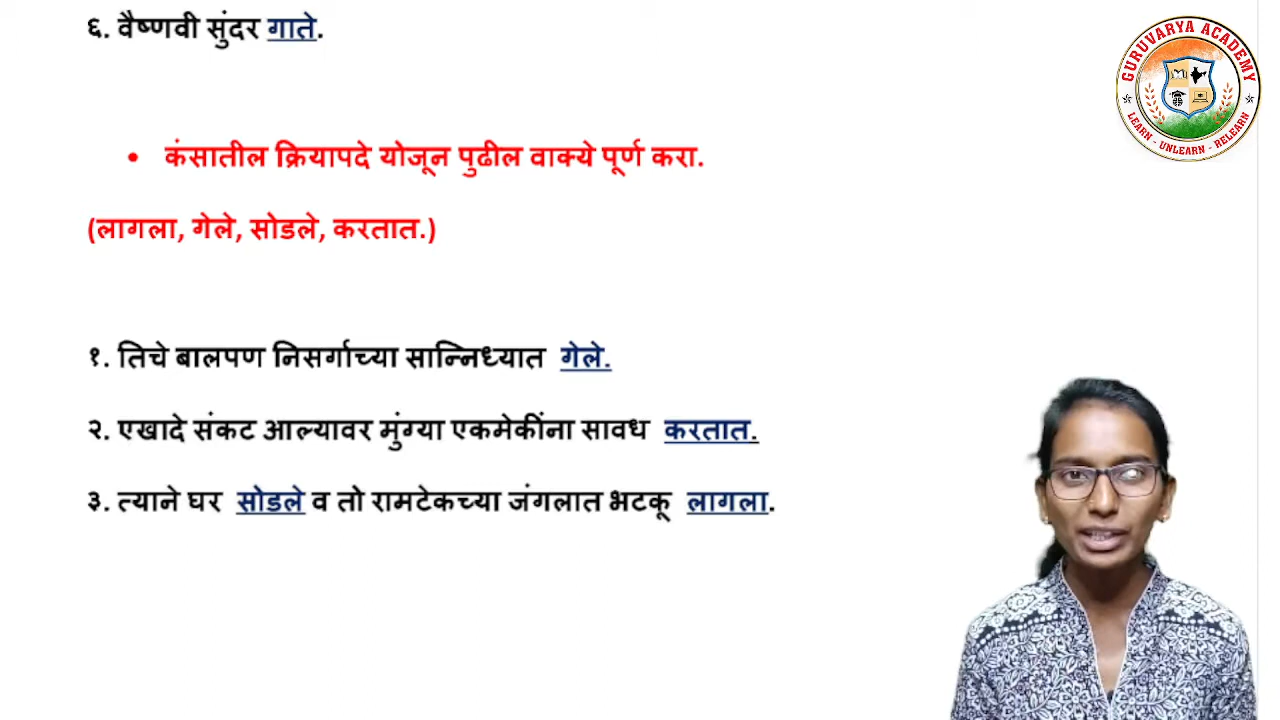 ६. वैष्णवी सुंदर गाते.
• कंसातील क्रियापदे योजून पुढील वाक्ये पूर्ण करा.
(लागला, गेले, सोडले, करतात.)
१. तिचे बालपण निसर्गाच्या सान्निध्यात गेले.
२. एखादे संकट आल्यावर मुंग्या एकमेकींना सावध करतात.
३. त्याने घर सोडले व तो रामटेकच्या जंगलात भटकू लागला.
GURUVARYA ACADEMY
LEARN - UNLEARN - RELEARN